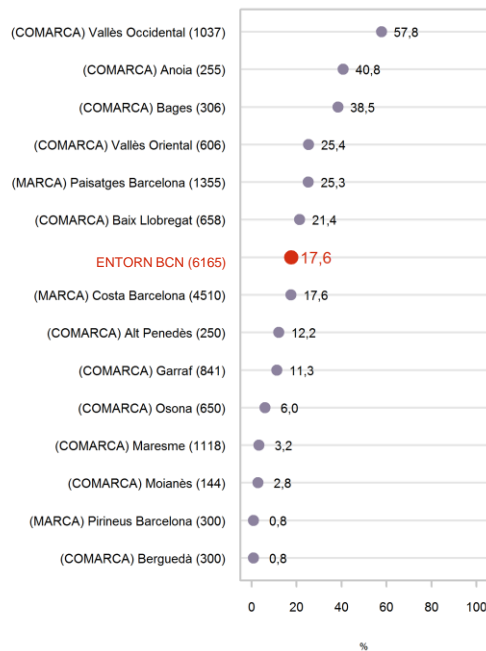 (COMARCA) Vallès Occidental (1037) 57,8
(COMARCA) Anoia (255) 40,8
(COMARCA) Bages (306) 38,5
(COMARCA) Vallès Oriental (606) 25,4
(MARCA) Paisatges Barcelona (1355) 25,3
(COMARCA) Baix Llobregat (658) 21,4
ENTORN BCN (6165) 17,6
(MARCA) Costa Barcelona (4510) 17,6
(COMARCA) Alt Penedès (250) 12,2
(COMARCA) Garraf (841) 11,3
(COMARCA) Osona (650) 6,0
(COMARCA) Maresme (1118) 3,2
(COMARCA) Moianès (144) 2,8
(MARCA) Pirineus Barcelona (300) 0,8
(COMARCA) Berguedà (300) 0,8
0 20 40 60 80 100
%